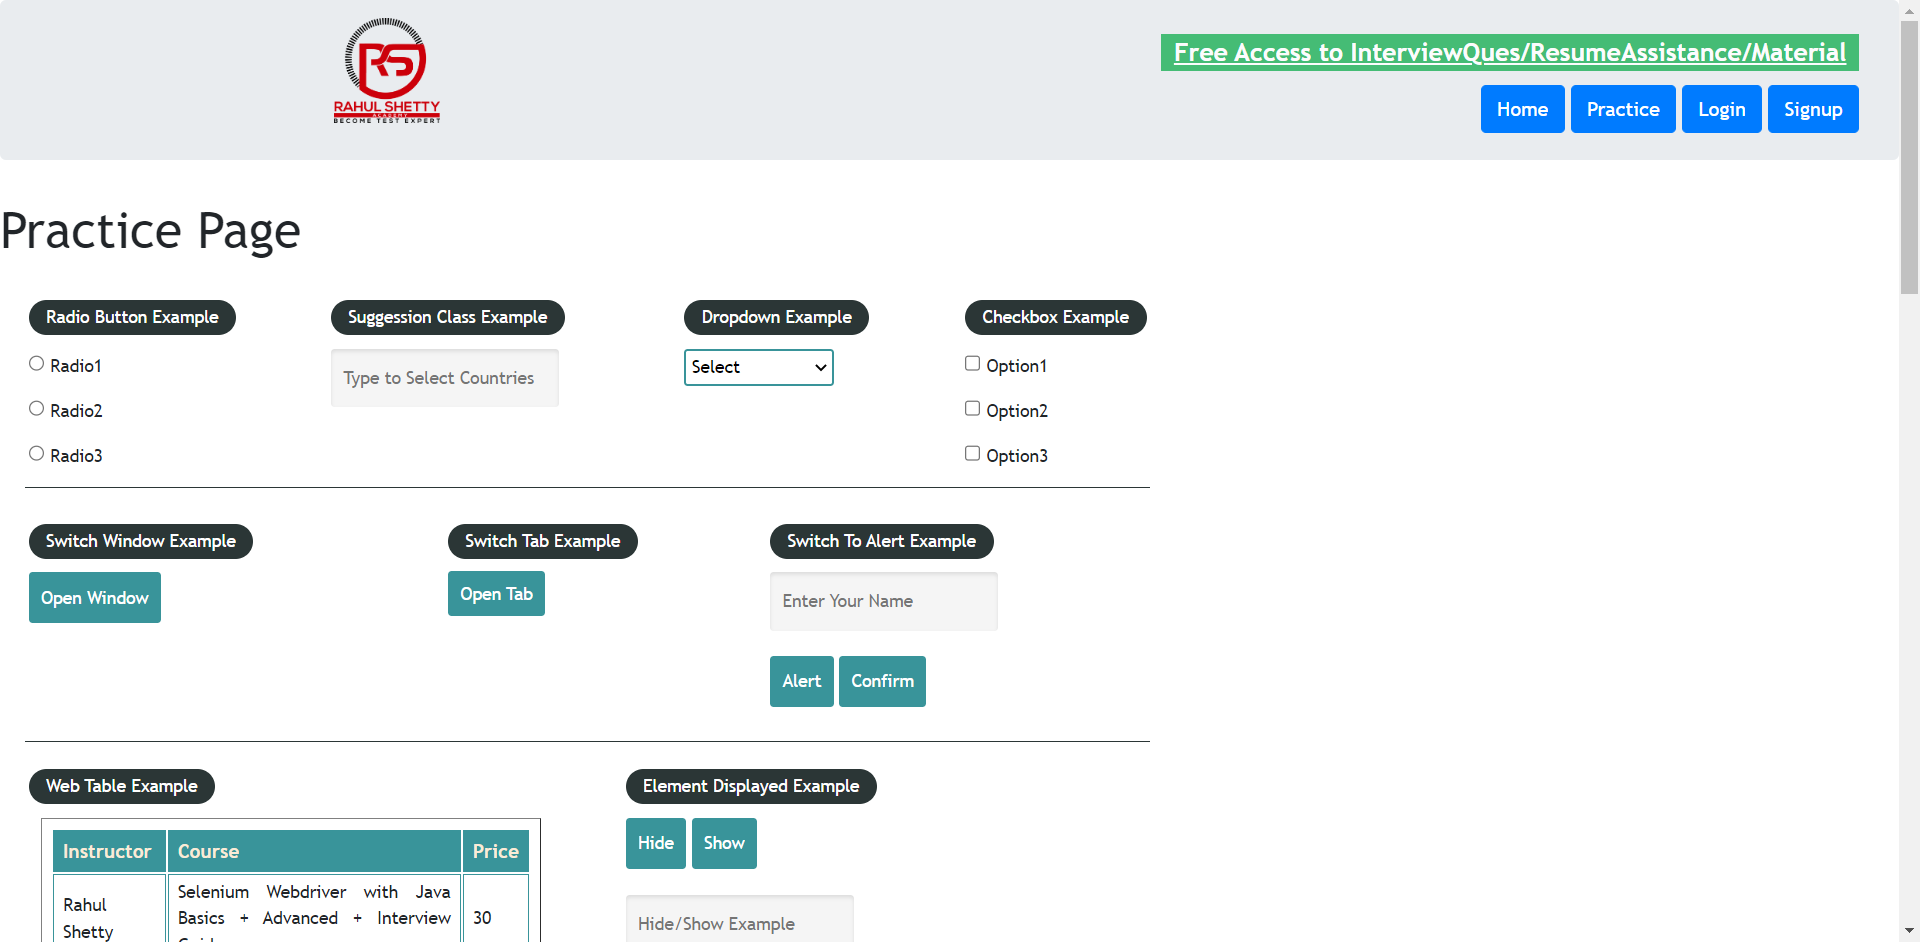 RAHUL SHETTY
ACADEMY
BECOME TEST EXPERT
Free Access to InterviewQues/ResumeAssistance/Material
Home Practice Login Signup
Practice Page
Radio Button Example
Radio1
Radio2
Radio3
Suggession Class Example
Type to Select Countries
Dropdown Example
Select
Checkbox Example
Option1
Option2
Option3
Switch Window Example
Open Window
Switch Tab Example
Open Tab
Switch To Alert Example
Enter Your Name
Alert Confirm
Web Table Example
Instructor Course Price
Rahul Shetty
Selenium Webdriver with Java
Basics + Advanced + Interview
30
Element Displayed Example
Hide Show
Hide/Show Example